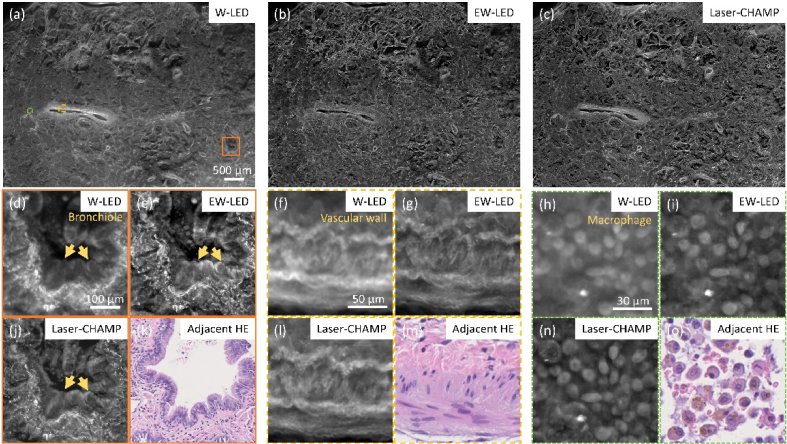 (a) W-LED
(b) EW-LED
(c) Laser-CHAMP
500 μm
(d) W-LED
Bronchiole
100 μm
(e) EW-LED
(f) W-LED
Vascular wall
50 μm
(g) EW-LED
(h) W-LED
Macrophage
30 μm
(i) EW-LED
(j) Laser-CHAMP
(k) Adjacent HE
(l) Laser-CHAMP
(m) Adjacent HE
(n) Laser-CHAMP
(o) Adjacent HE